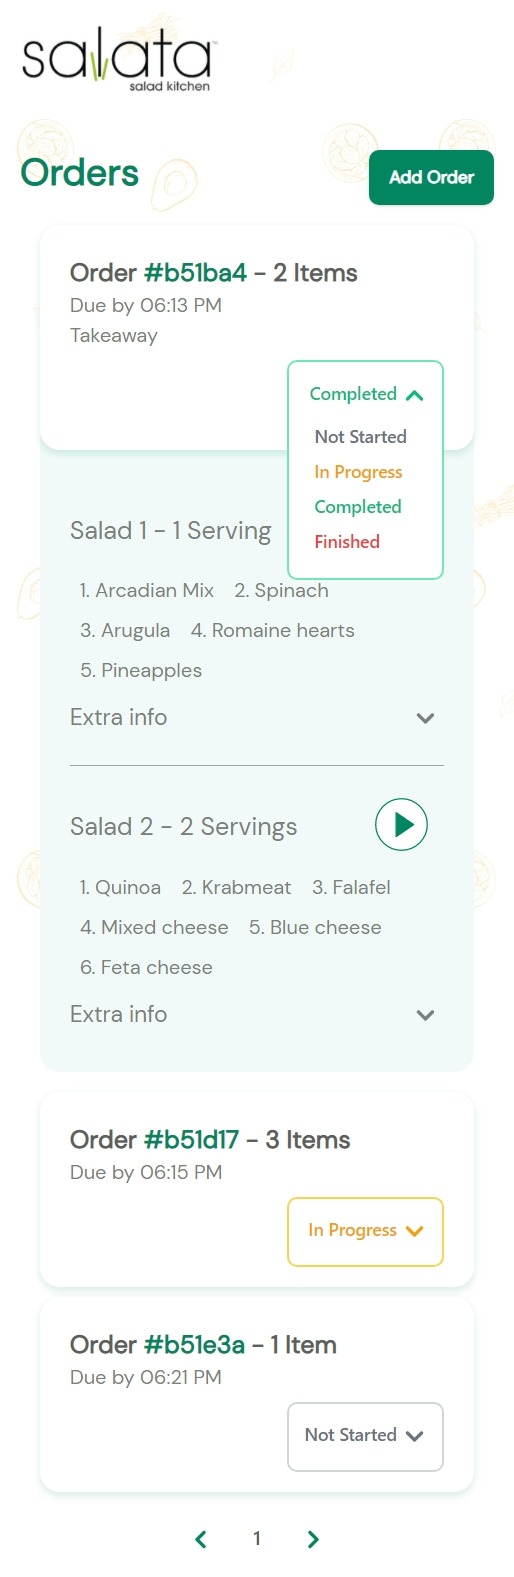 salata™
salad kitchen
Orders
Add Order
Order #b51ba4 - 2 Items
Due by 06:13 PM
Takeaway
Completed
Not Started
In Progress
Completed
Finished
Salad 1 - 1 Serving
1. Arcadian Mix 2. Spinach
3. Arugula 4. Romaine hearts
5. Pineapples
Extra info
Salad 2 - 2 Servings
1. Quinoa 2. Krabmeat 3. Falafel
4. Mixed cheese 5. Blue cheese
6. Feta cheese
Extra info
Order #b51d17 - 3 Items
Due by 06:15 PM
In Progress
Order #b51e3a - 1 Item
Due by 06:21 PM
Not Started
1